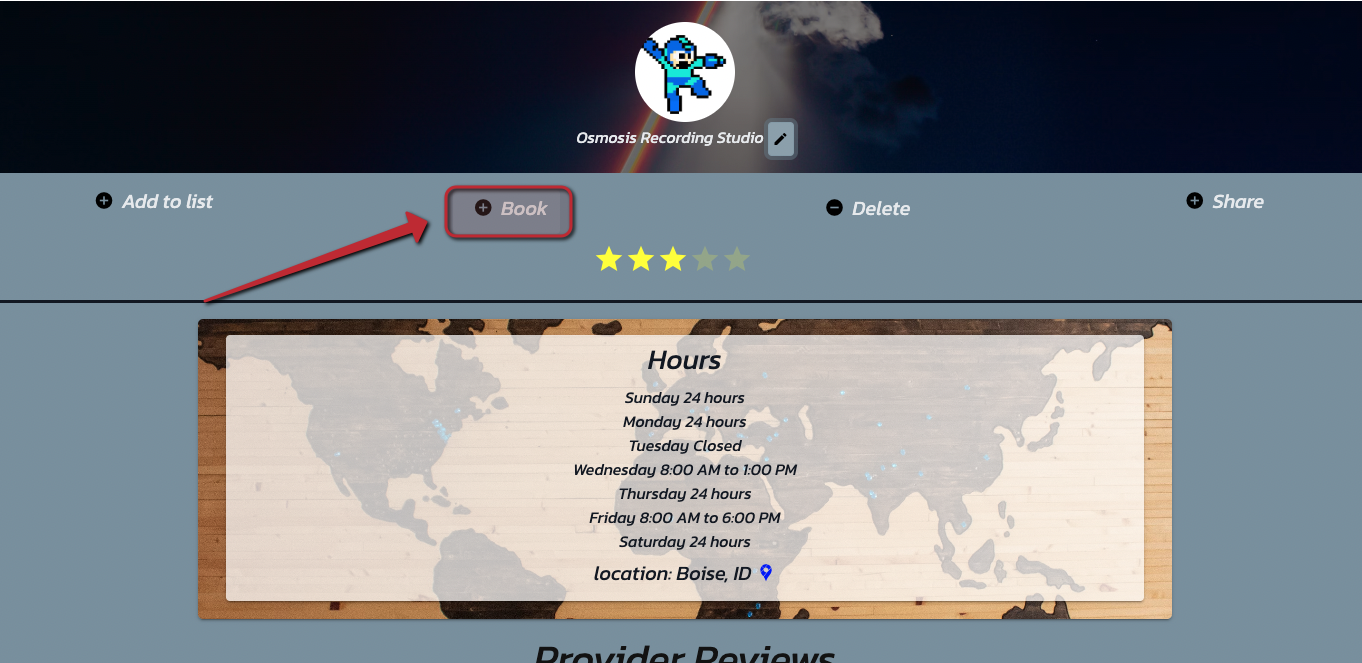 Osmosis Recording Studio
Add to list
Book
Delete
Share
Hours
Sunday 24 hours
Monday 24 hours
Tuesday Closed
Wednesday 8:00 AM to 1:00 PM
Thursday 24 hours
Friday 8:00 AM to 6:00 PM
Saturday 24 hours
location: Boise, ID
Provider Reviews